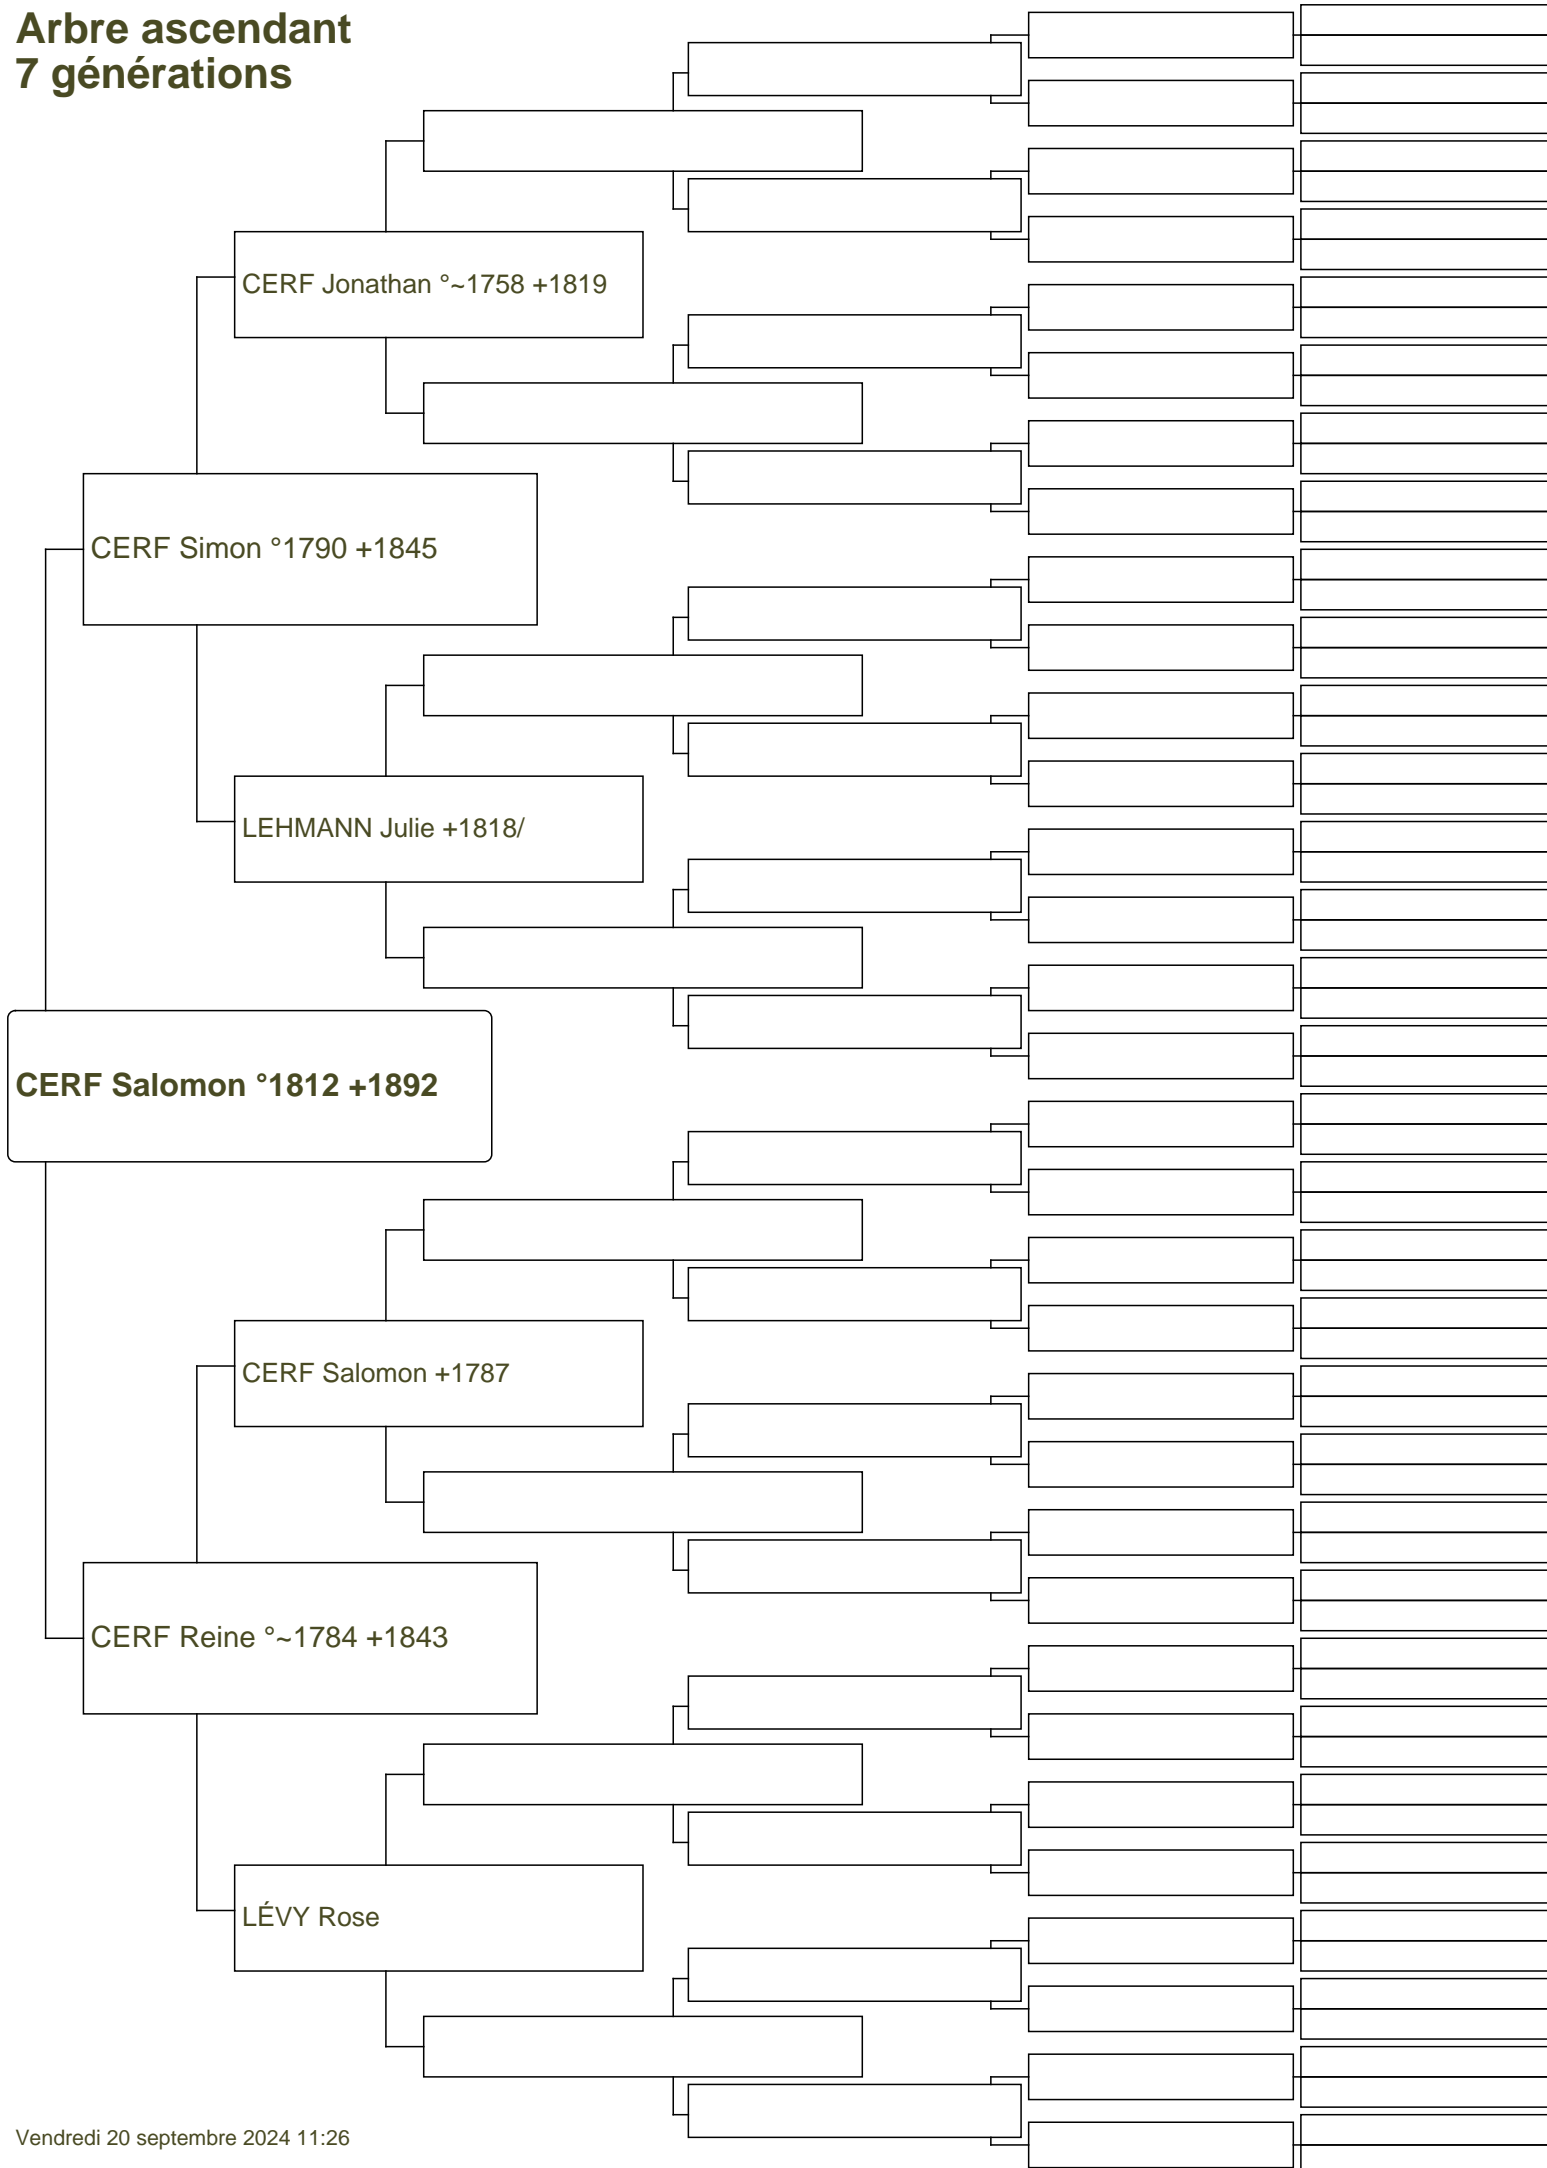 Arbre ascendant
7 générations
CERF Jonathan °~1758 +1819
CERF Simon °1790 +1845
LEHMANN Julie +1818/
CERF Salomon °1812 +1892
CERF Salomon +1787
CERF Reine °~1784 +1843
LÉVY Rose
Vendredi 20 septembre 2024 11:26